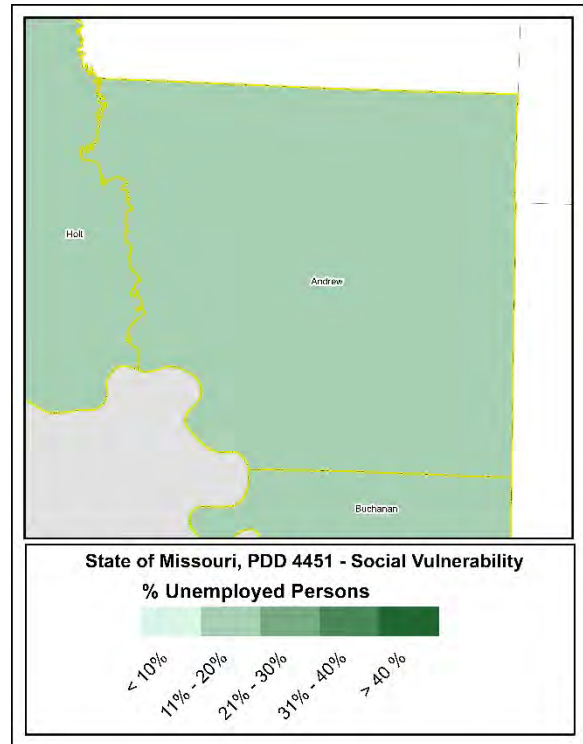 Holt
Andrew
Buchanan
State of Missouri, PDD 4451 - Social Vulnerability
% Unemployed Persons
< 10%
11% - 20%
21% - 30%
31% - 40%
> 40 %